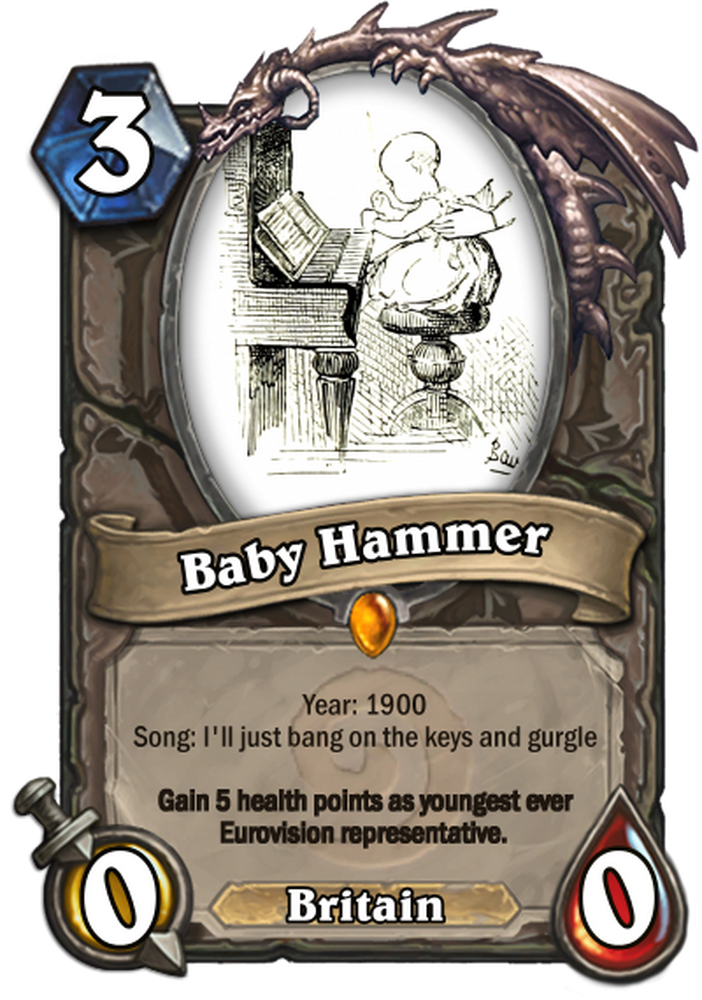 3
Baby Hammer
Year: 1900
Song: I'll just bang on the keys and gurgle
Gain 5 health points as youngest ever
Eurovision representative.
0
Britain
0